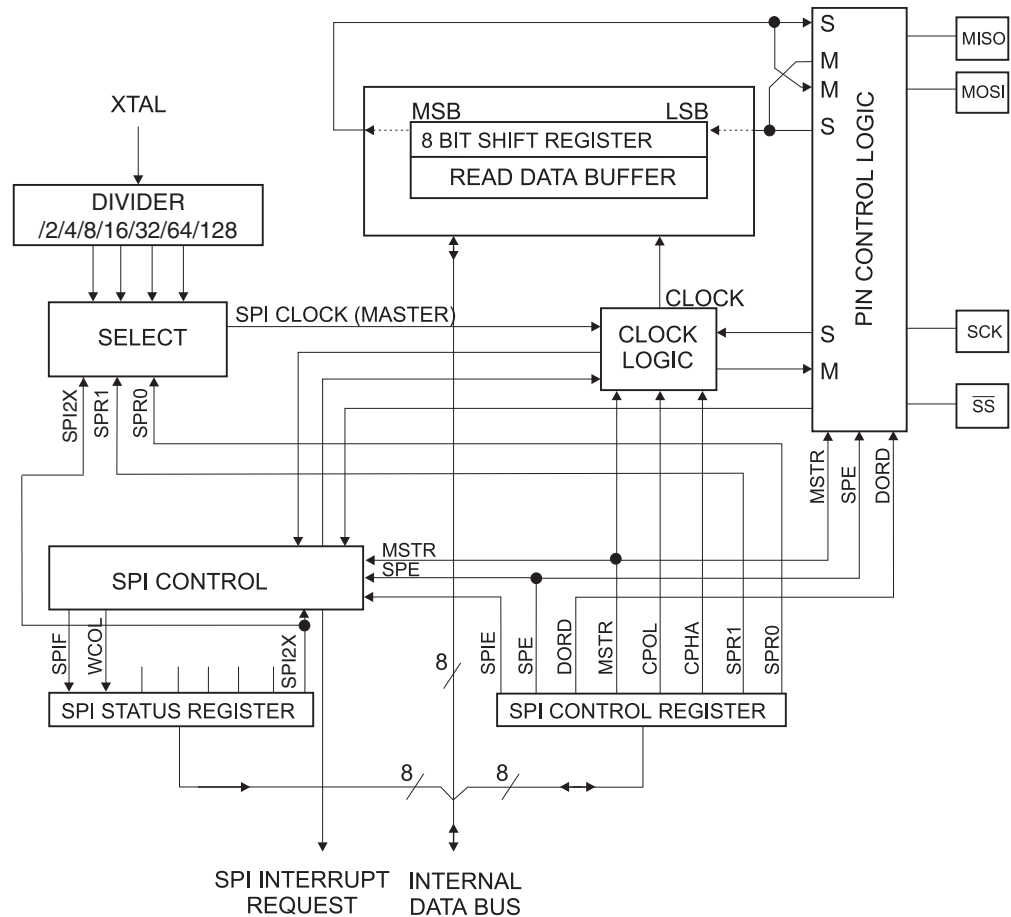 S
MISO
M
XTAL
MSB
LSB
M
MOSI
8 BIT SHIFT REGISTER
S
READ DATA BUFFER
PIN CONTROL LOGIC
DIVIDER
/2/4/8/16/32/64/128
SPI CLOCK (MASTER)
CLOCK
SELECT
CLOCK
LOGIC
S
SCK
M
SPI2X
SPR1
SPR0
SS
MSTR
SPE
DORD
MSTR
SPE
SPI CONTROL
SPIF
WCOL
SPI2X
8
SPIE
SPE
DORD
MSTR
CPOL
CPHA
SPR1
SPR0
SPI STATUS REGISTER
SPI CONTROL REGISTER
8
8
SPI INTERRUPT
REQUEST
INTERNAL
DATA BUS